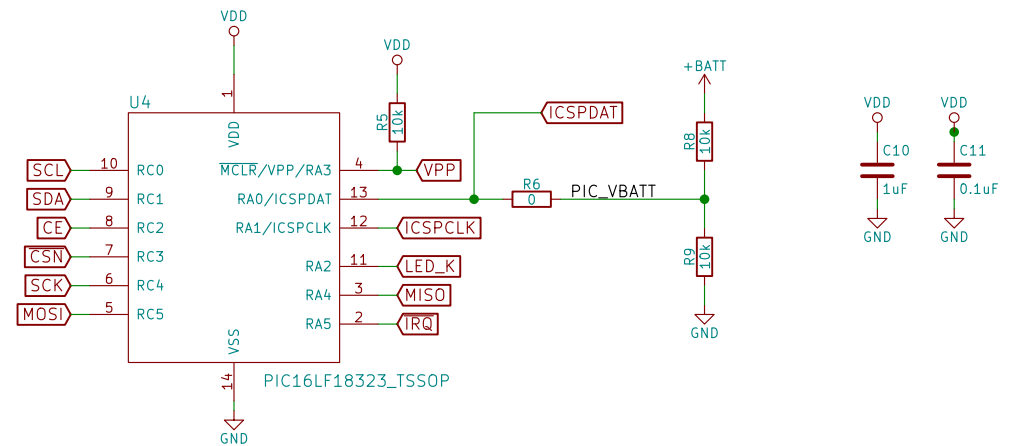 VDD
VDD
+BATT
VDD
VDD
U4
1
VDD
R5
10k
ICSPDAT
R8
10k
C10
1uF
C11
0.1uF
SCL
10
RC0
MCLR/VPP/RA3
4
VPP
SDA
9
RC1
RA0/ICSPDAT
13
R6
0
PIC_VBATT
CE
8
RC2
RA1/ICSPCLK
12
ICSPCLK
GND
GND
CSN
7
RC3
RA2
11
LED_K
R9
10k
SCK
6
RC4
RA4
3
MISO
MOSI
5
RC5
RA5
2
IRQ
GND
VSS
14
PIC16LF18323_TSSOP
GND